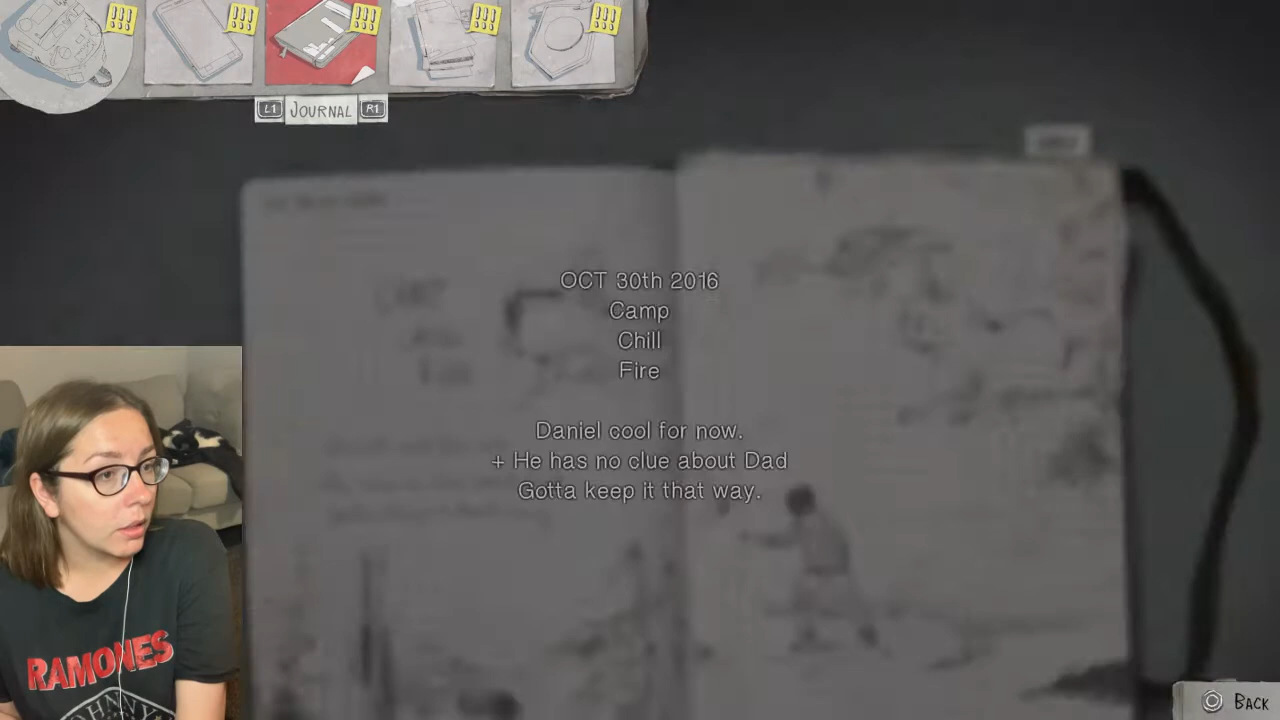 L1 JOURNAL R1
OCT 30th 2016
Camp
Chill
Fire
Daniel cool for now.
+ He has no clue about Dad
Gotta keep it that way.
RAMONES
JOHNNY
BACK